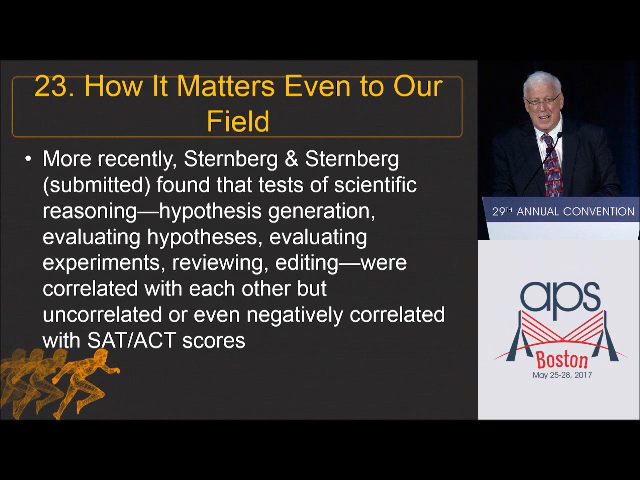 23. How It Matters Even to Our
Field
• More recently, Sternberg & Sternberg
(submitted) found that tests of scientific
reasoning—hypothesis generation,
evaluating hypotheses, evaluating
experiments, reviewing, editing—were
correlated with each other but
uncorrelated or even negatively correlated
with SAT/ACT scores
29TH ANNUAL CONVENTION
aps
Boston
May 25-28, 2017